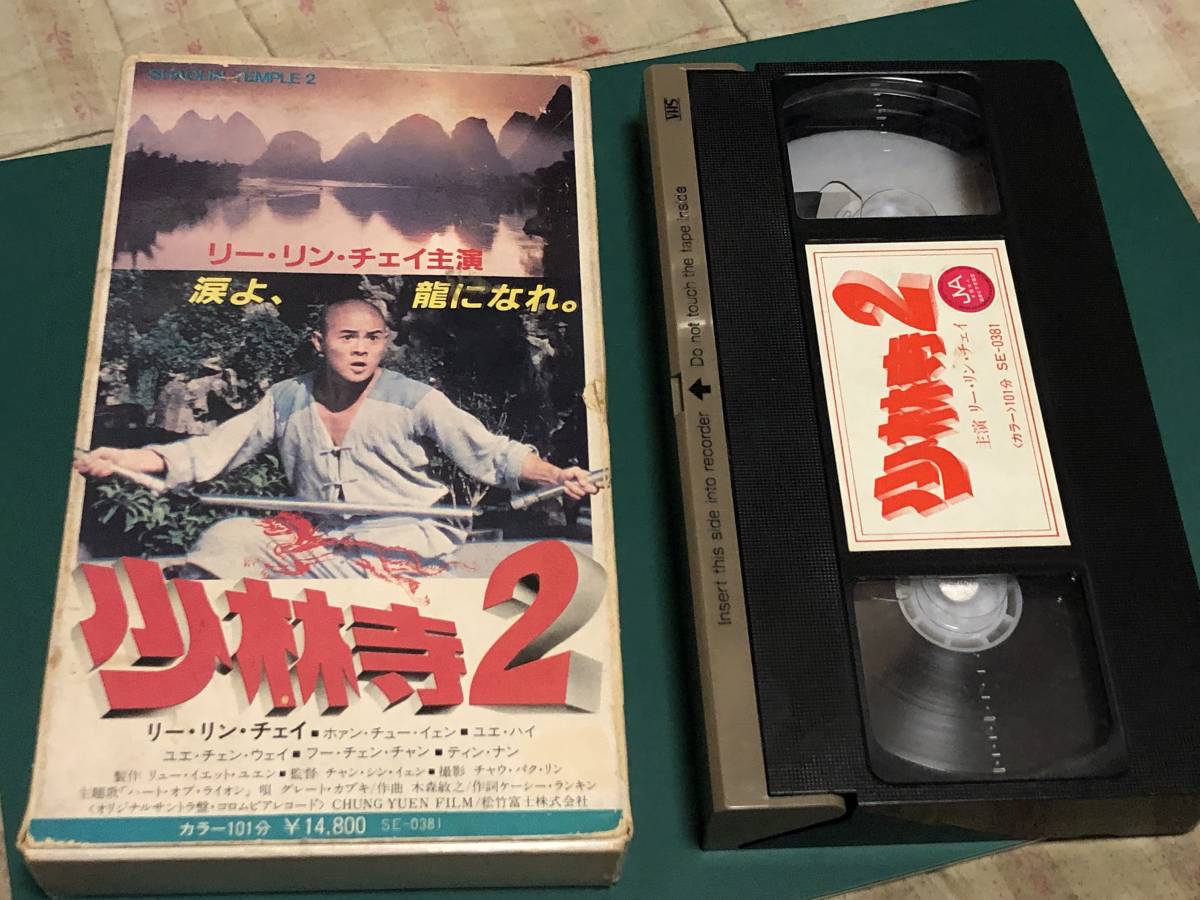 SHAOLIN TEMPLE 2
リー・リン・チェイ主演
涙よ、 龍になれ。
少林寺2
リー・リン・チェイ■ホァン・チュー・イェン■ユエ・ハイ
ユエ・チェン・ウェイ■フー・チェン・チャン■ティン・ナン
製作 リュー・イエット・ユエン■監督 チャン・シン・イェン■撮影 チャウ・パク・リン
主題歌「ハート・オブ・ライオン」唄 グレート・カブキ/作曲 木森敏之/作詞ケーシー・ランキン
〈オリジナルサントラ盤・コロムビアレコード〉 CHUNG YUEN FILM/松竹富士株式会社
カラー101分 ¥14,800 SE-0381
VHS
Insert this side into recorder Do not touch the tape inside
少林寺2
主演 リー・リン・チェイ
〈カラー〉101分 SE-0381
JVA